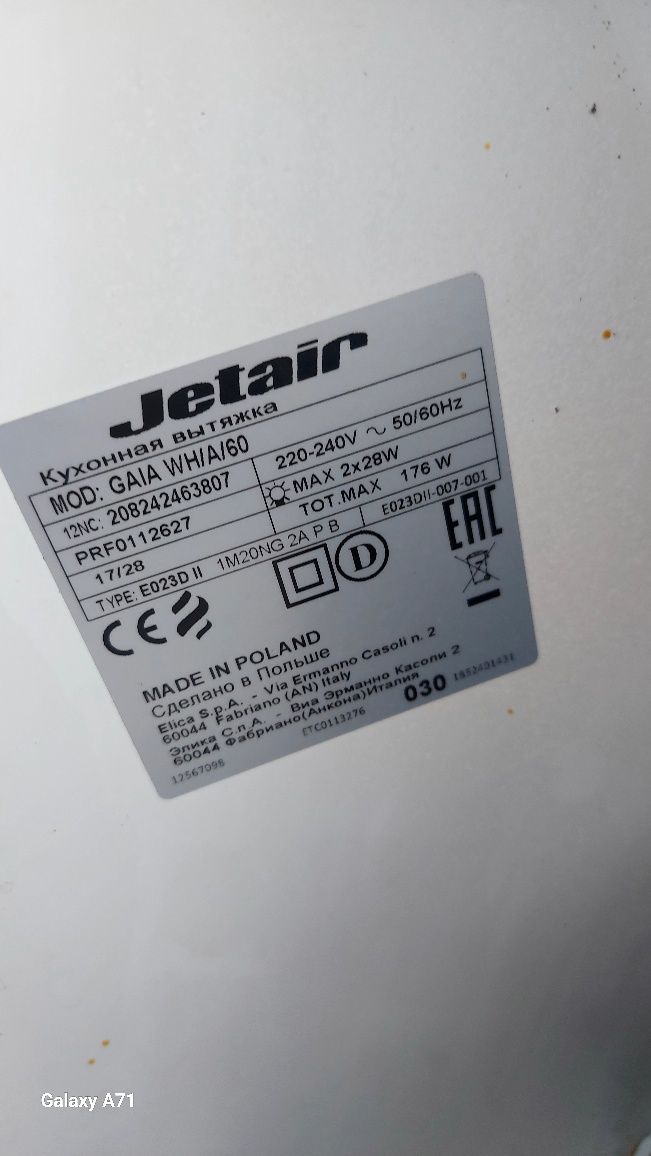 Jetair
Кухонная вытяжка
MOD: GAIA WH/A/60
12NC: 208242463807
PRF0112627
17/28
220-240V ~ 50/60Hz
MAX 2x28W
TOT.MAX 176 W
TYPE: E023D II 1M20NG 2A P B E023DII-007-001
CE
D
EAC
MADE IN POLAND
Сделано в Польше
Elica S.p.A. - Via Ermanno Casoli n. 2
60044 Fabriano (AN) Italy
Элика С.п.А. - Виа Эрманно Касоли 2
60044 Фабриано(Анкона)Италия
12567098 ETC0113276 030 1852401431
Galaxy A71